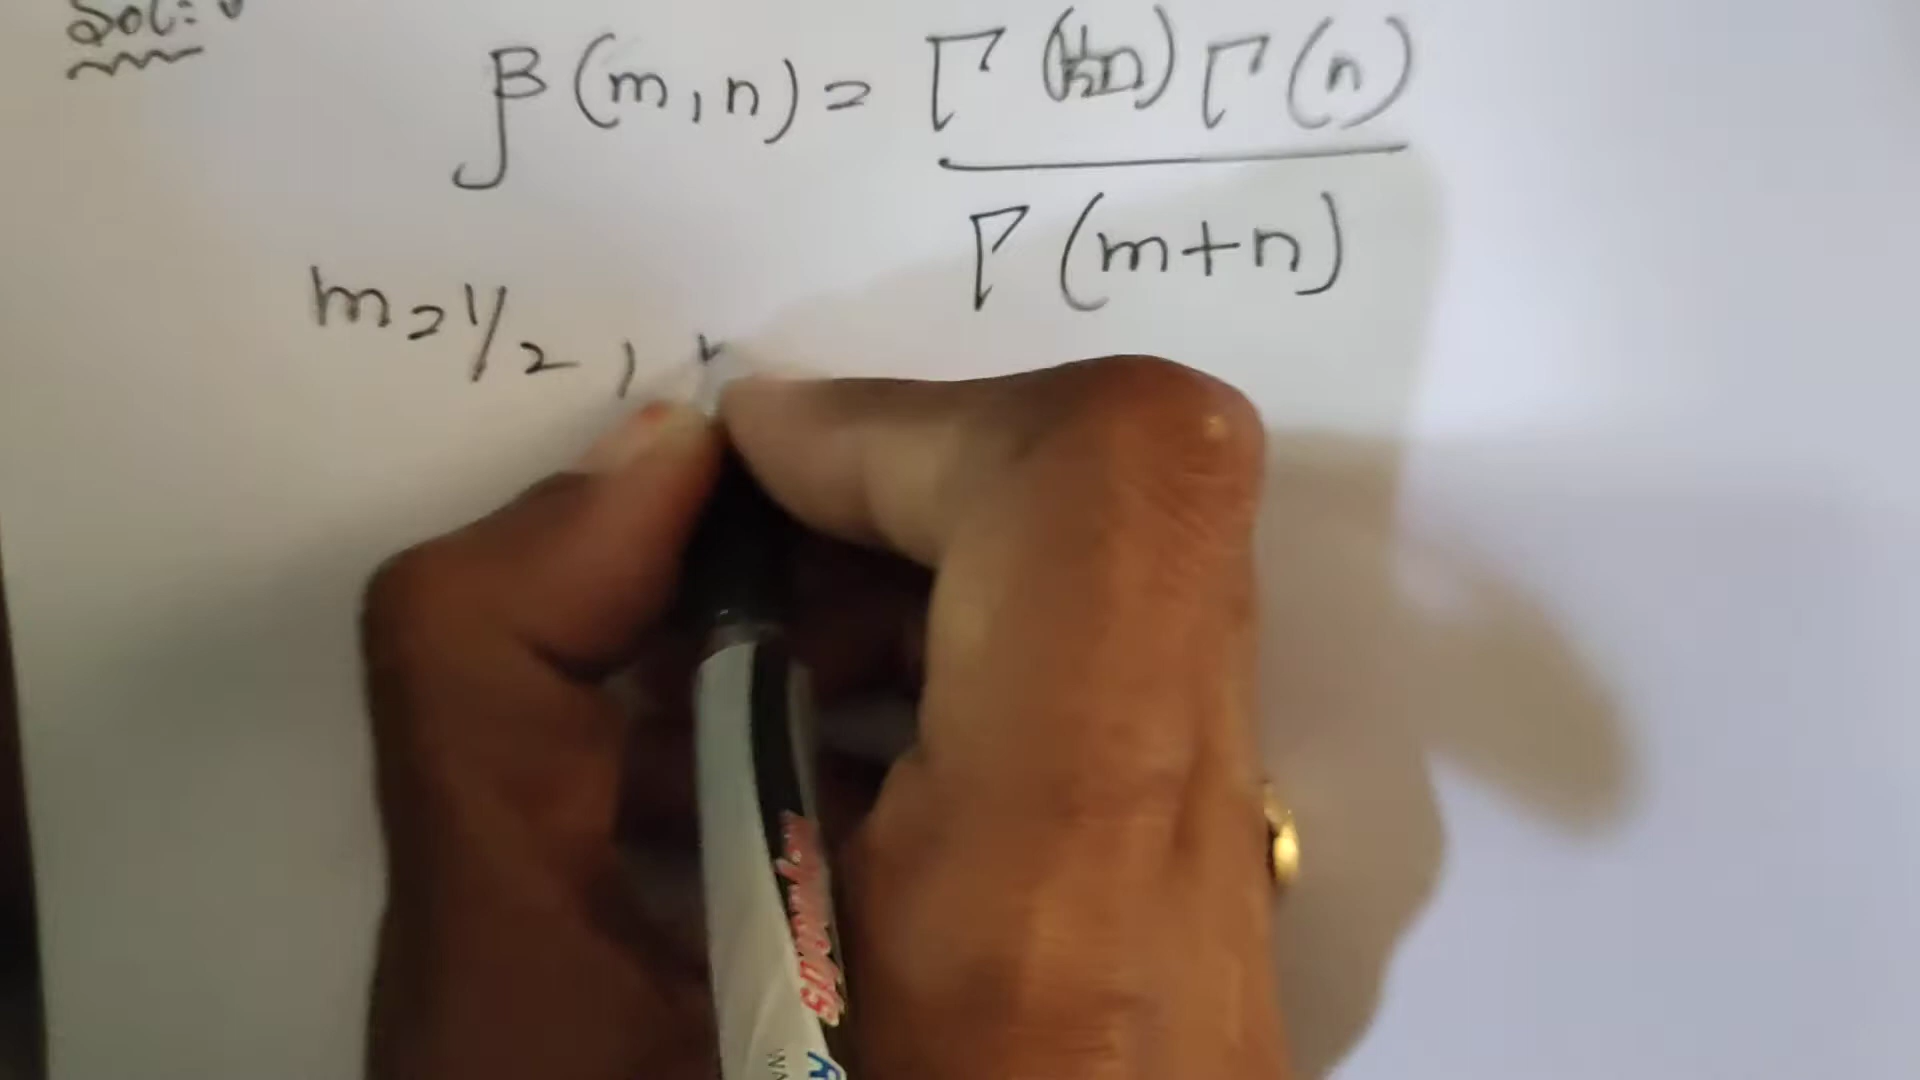 Sol:
β(m,n) = Γ(m) Γ(n)
Γ(m+n)
m = 1/2 ,